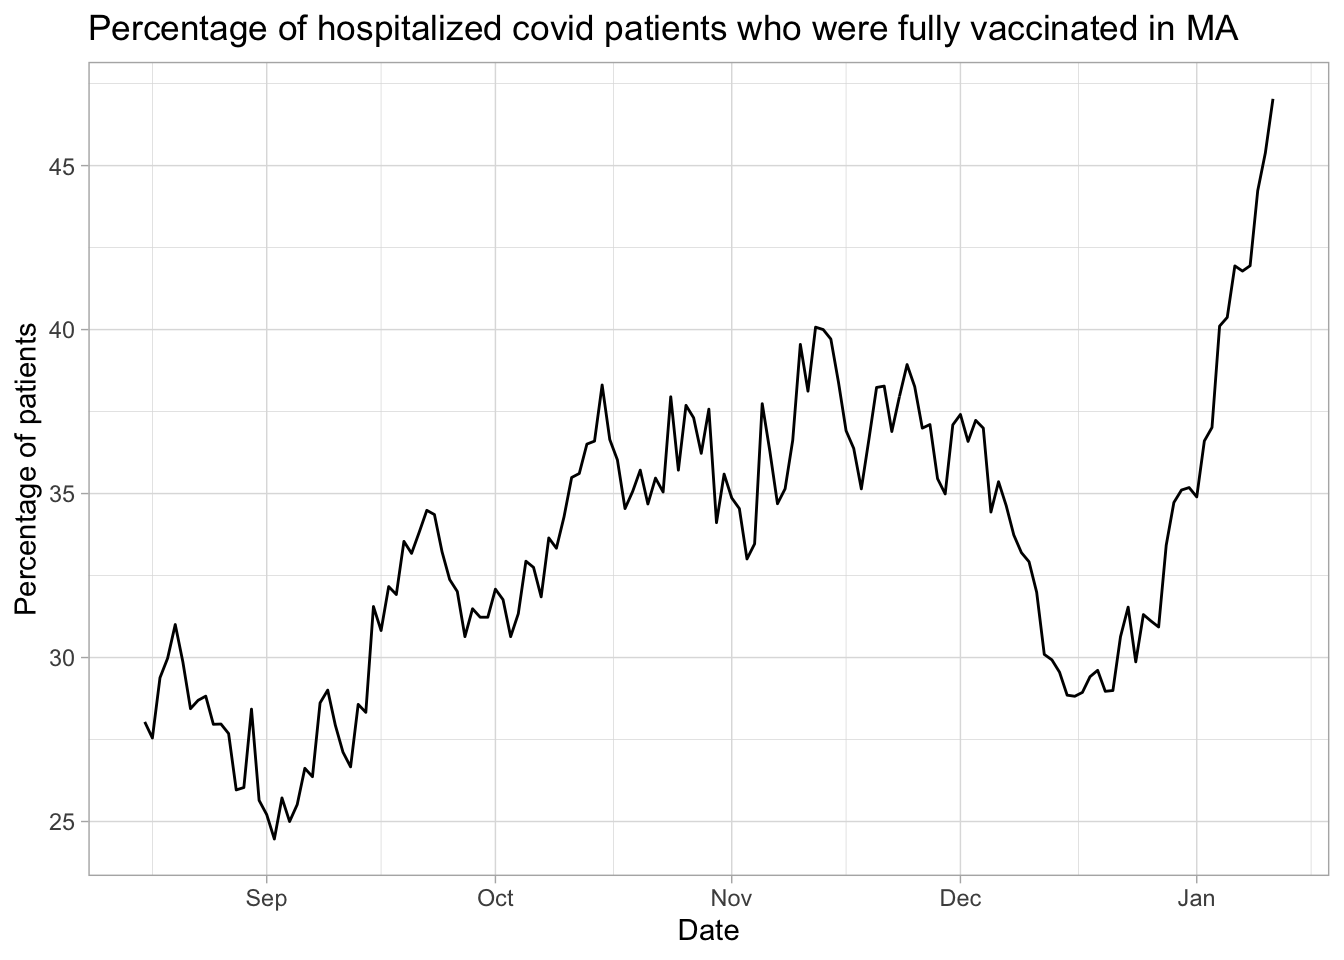 Percentage of hospitalized covid patients who were fully vaccinated in MA
Percentage of patients
45
40
35
30
25
Sep Oct Nov Dec Jan
Date